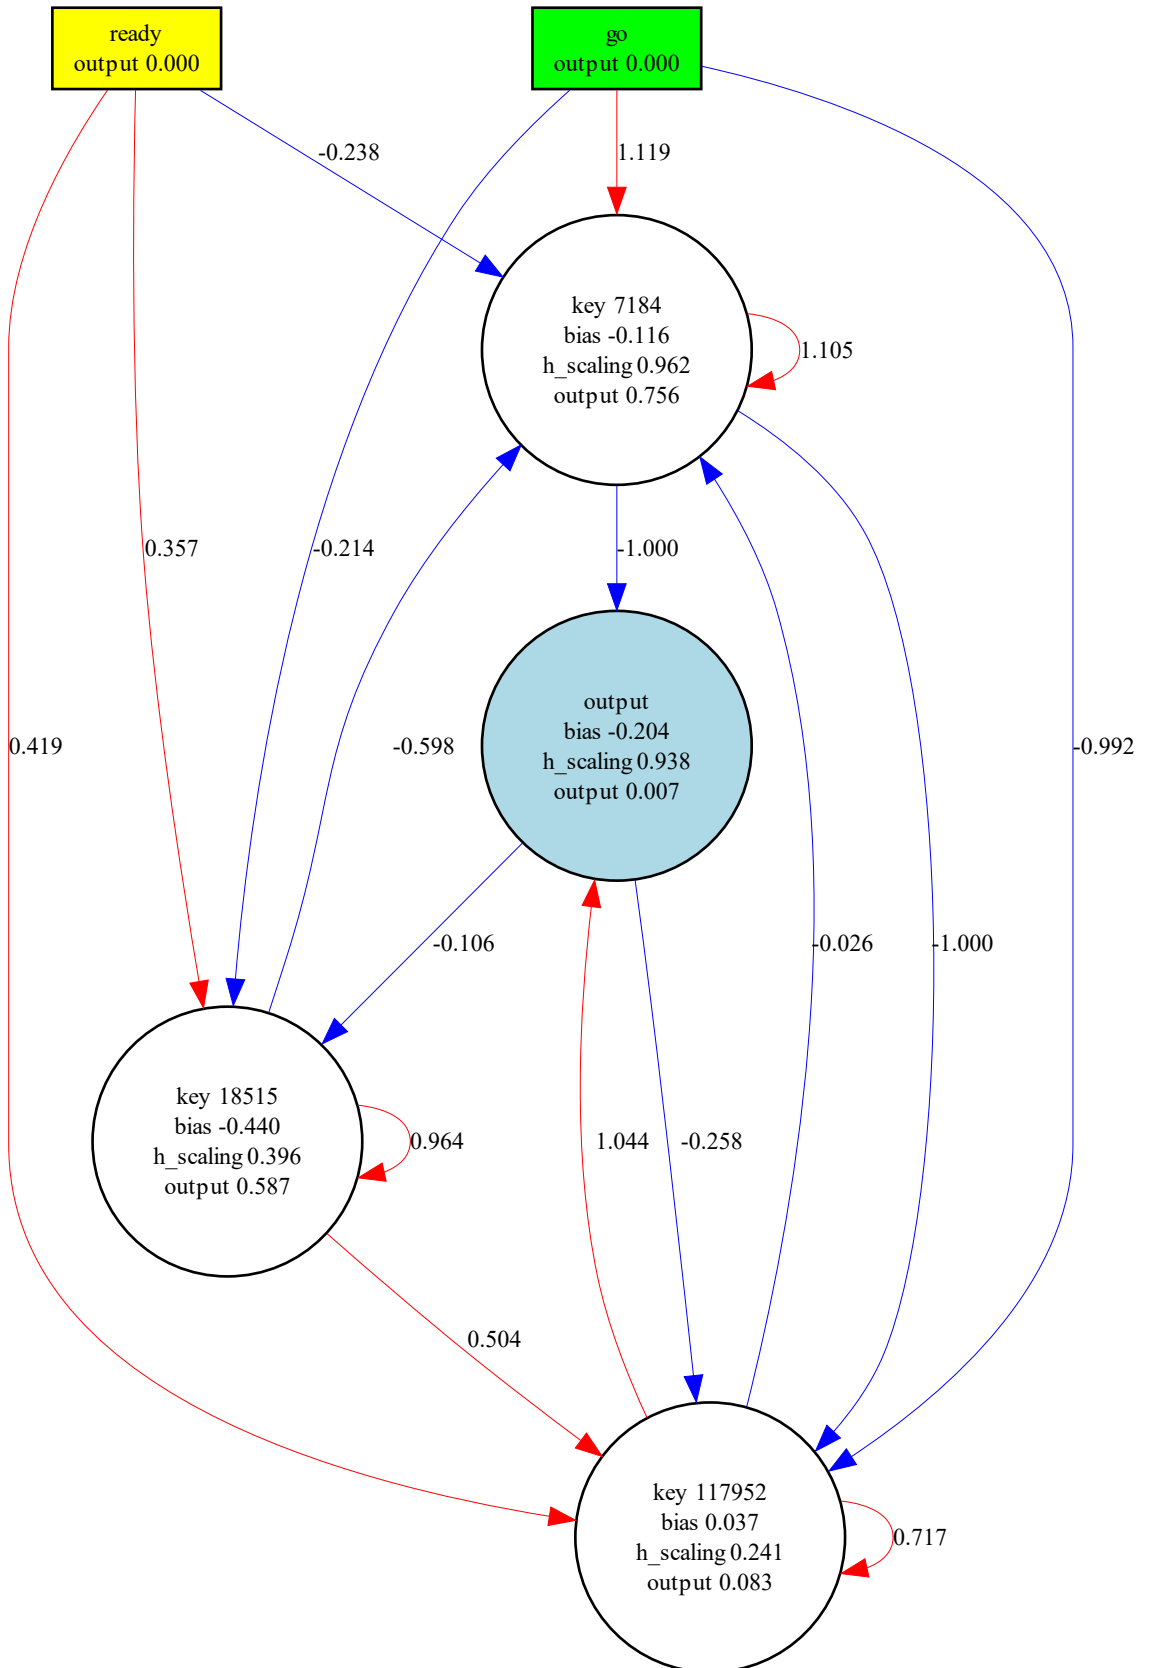 ready
output 0.000
go
output 0.000
-0.238
1.119
key 7184
bias -0.116
h_scaling 0.962
output 0.756
1.105
0.357
-0.214
-1.000
output
bias -0.204
h_scaling 0.938
output 0.007
0.419
-0.598
-0.992
-0.106
-0.026
-1.000
key 18515
bias -0.440
h_scaling 0.396
output 0.587
0.964
1.044
-0.258
0.504
key 117952
bias 0.037
h_scaling 0.241
output 0.083
0.717